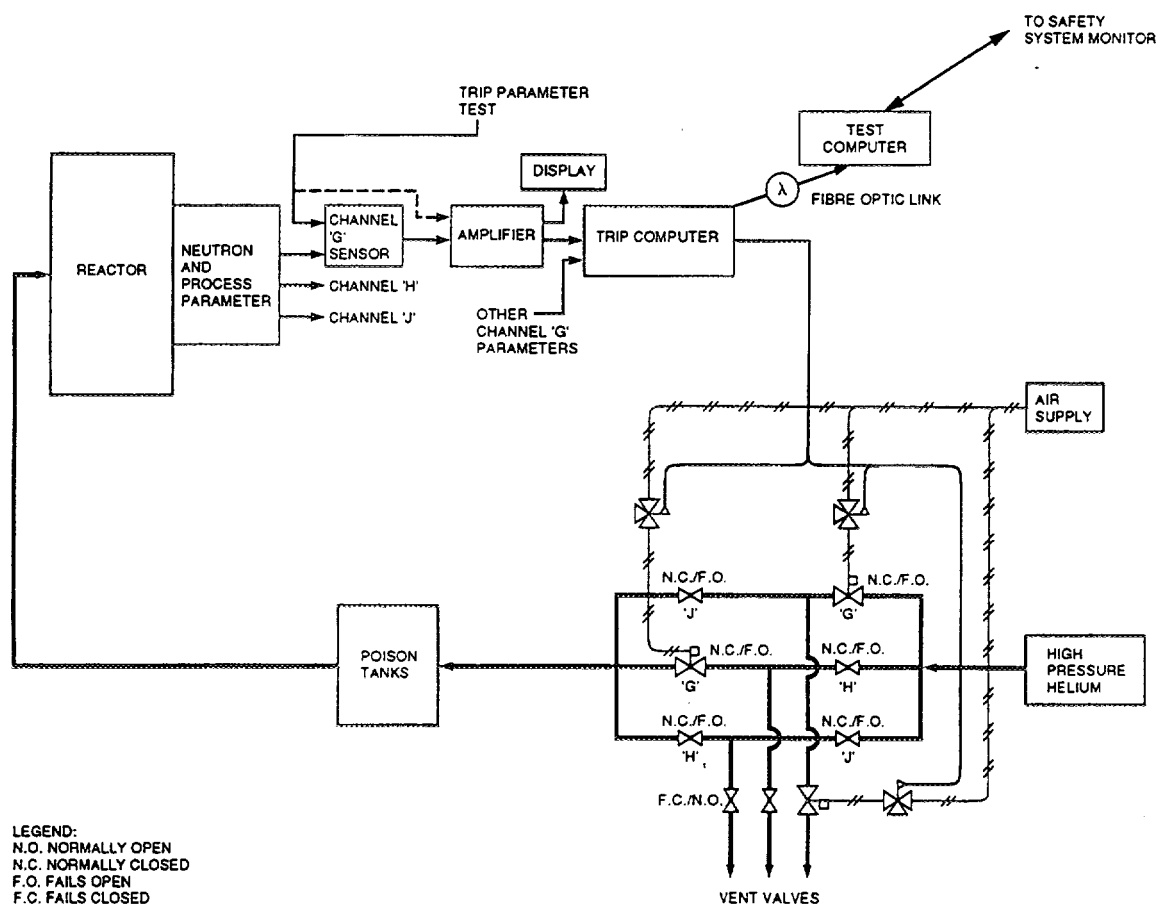 TO SAFETY
SYSTEM MONITOR
TRIP PARAMETER
TEST
TEST
COMPUTER
DISPLAY
λ
FIBRE OPTIC LINK
REACTOR
NEUTRON
AND
PROCESS
PARAMETER
CHANNEL
'G'
SENSOR
AMPLIFIER
TRIP COMPUTER
CHANNEL 'H'
CHANNEL 'J'
OTHER
CHANNEL 'G'
PARAMETERS
AIR
SUPPLY
N.C./F.O.
N.C./F.O.
'J'
'G'
POISON
TANKS
N.C./F.O.
N.C./F.O.
'G'
'H'
HIGH
PRESSURE
HELIUM
N.C./F.O.
N.C./F.O.
'H'
'J'
F.C./N.O.
LEGEND:
N.O. NORMALLY OPEN
N.C. NORMALLY CLOSED
F.O. FAILS OPEN
F.C. FAILS CLOSED
VENT VALVES